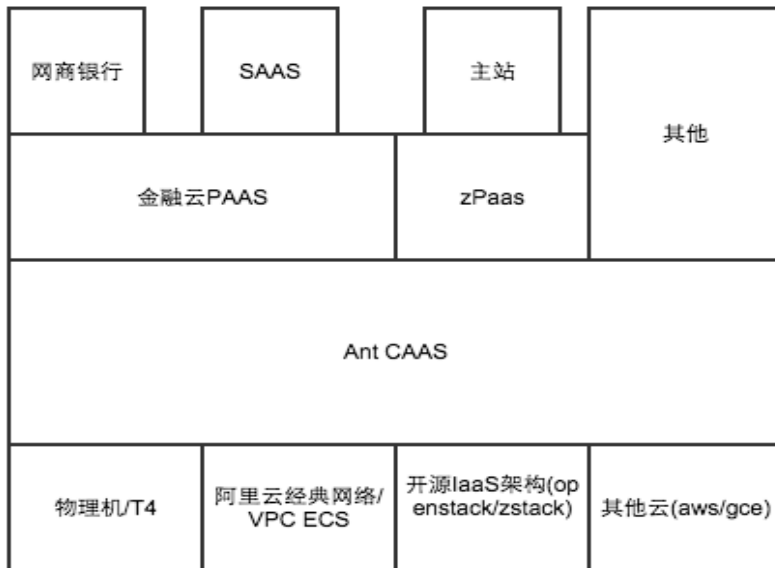 网商银行
SAAS
主站
其他
金融云PAAS
zPaas
Ant CAAS
物理机/T4
阿里云经典网络/
VPC ECS
开源IaaS架构(op
enstack/zstack)
其他云(aws/gce)